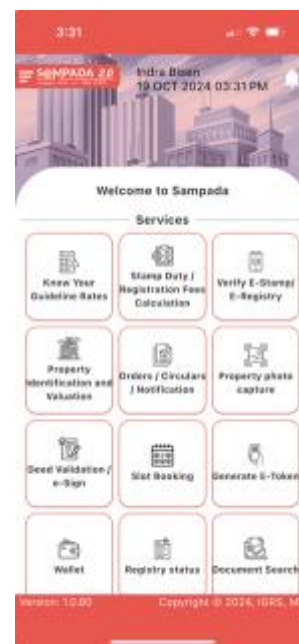 3:31
SAMPADA 2.0
Indra Bisen
19 OCT 2024 03:31 PM
Welcome to Sampada
Services
Know Your
Guideline Rates
Stamp Duty /
Registration Fees
Calculation
Verify E-Stamp/
E-Registry
Property
Identification and
Valuation
Orders / Circulars
/ Notification
Property photo
capture
Deed Validation /
e-Sign
Slot Booking
Generate E-Token
Wallet
Registry status
Document Search
Version: 1.0.80
Copyright © 2024, IGRS, M